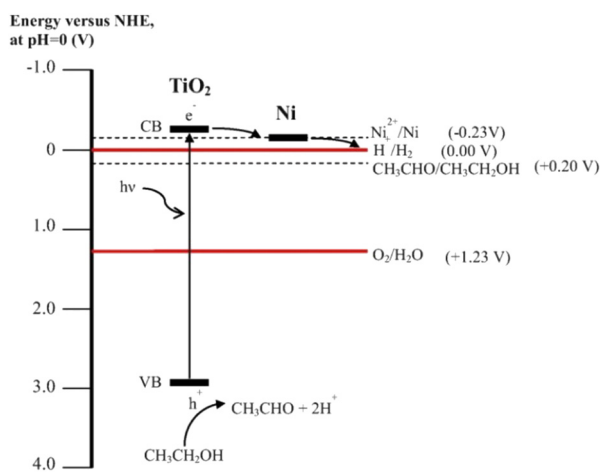 Energy versus NHE,
at pH=0 (V)
-1.0
TiO₂
e⁻
Ni
CB
Ni²⁺/Ni (-0.23V)
0
H⁺/H₂ (0.00 V)
CH₃CHO/CH₃CH₂OH (+0.20 V)
hν
1.0
O₂/H₂O (+1.23 V)
2.0
3.0
VB
h⁺
CH₃CHO + 2H⁺
CH₃CH₂OH
4.0